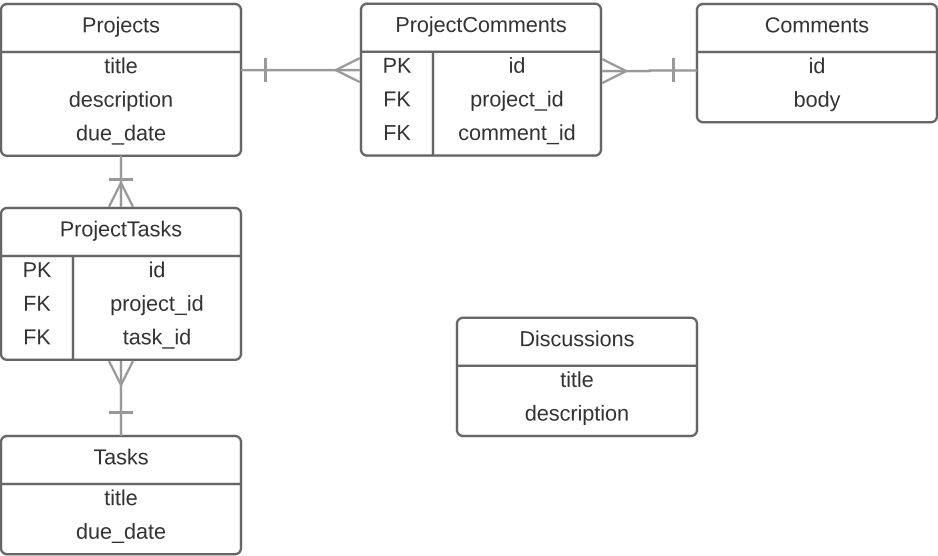 Projects
title
description
due_date
ProjectComments
PK id
FK project_id
FK comment_id
Comments
id
body
ProjectTasks
PK id
FK project_id
FK task_id
Discussions
title
description
Tasks
title
due_date